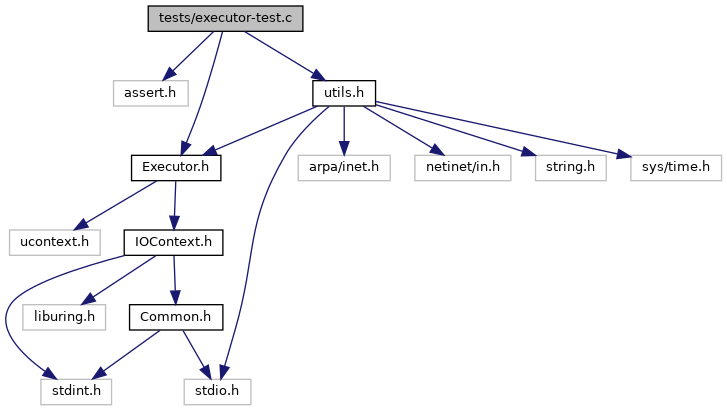 tests/executor-test.c
assert.h
utils.h
Executor.h
arpa/inet.h
netinet/in.h
string.h
sys/time.h
ucontext.h
IOContext.h
liburing.h
Common.h
stdint.h
stdio.h